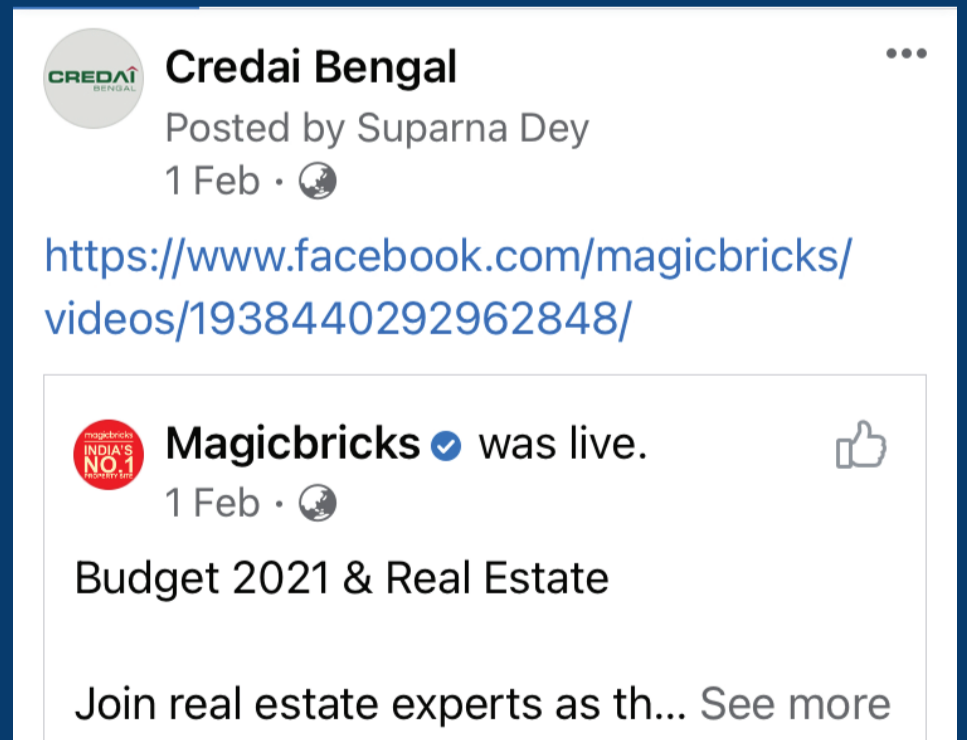 CREDAI
BENGAL
Credai Bengal
Posted by Suparna Dey
1 Feb ·
https://www.facebook.com/magicbricks/
videos/1938440292962848/
magicbricks
INDIA'S
NO.1
PROPERTY SITE
Magicbricks was live.
1 Feb ·
Budget 2021 & Real Estate
Join real estate experts as th... See more